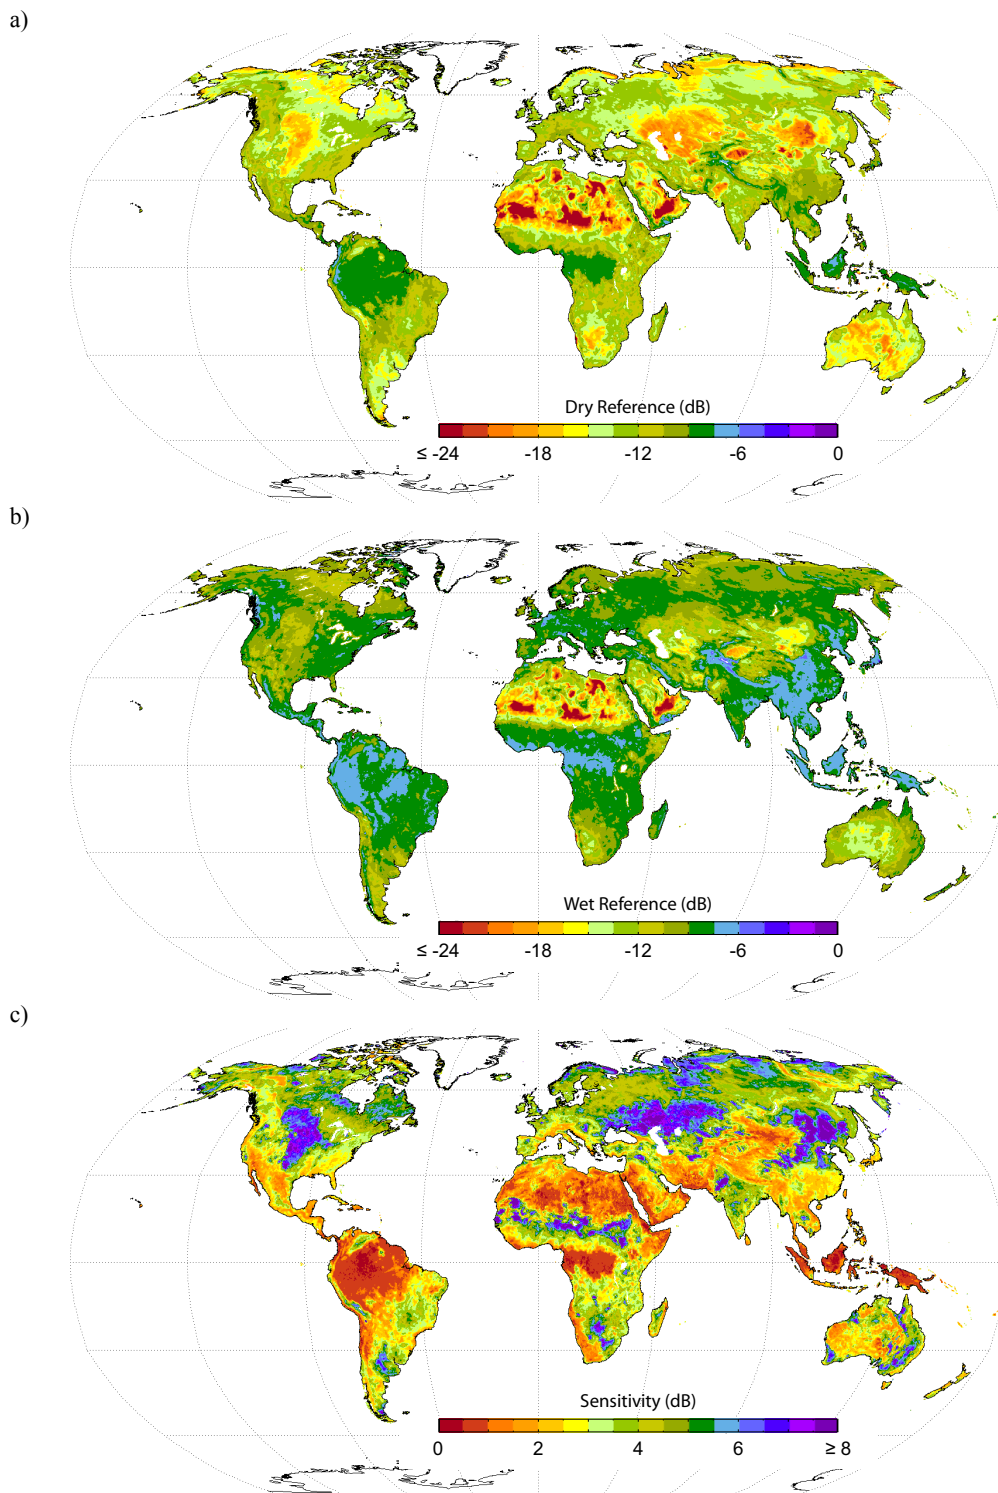 a)
Dry Reference (dB)
≤ -24 -18 -12 -6 0
b)
Wet Reference (dB)
≤ -24 -18 -12 -6 0
c)
Sensitivity (dB)
0 2 4 6 ≥ 8